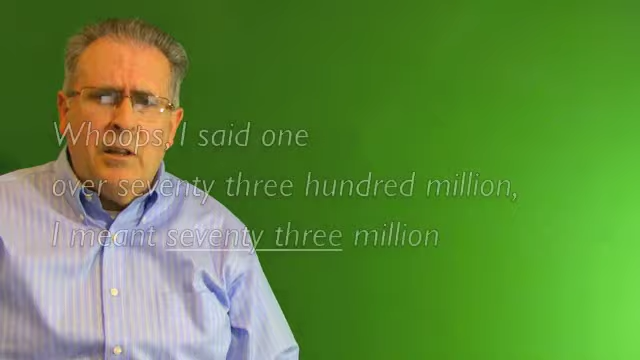 Whoops, I said one
over seventy three hundred million,
I meant seventy three million